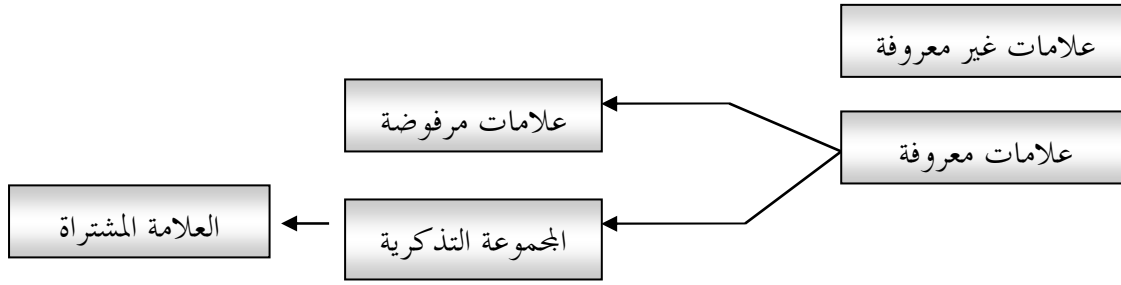 علامات غير معروفة
علامات معروفة
علامات مرفوضة
المجموعة التذكرية
العلامة المشتراة